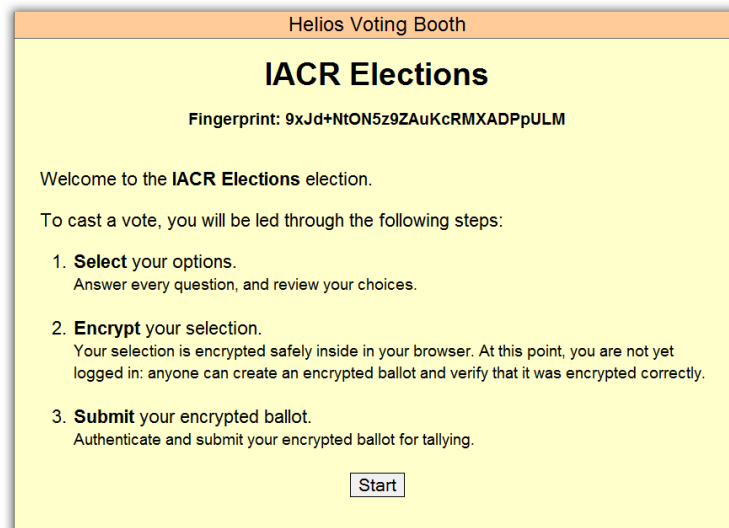 Helios Voting Booth
IACR Elections
Fingerprint: 9xJd+NtON5z9ZAuKcRMXADPpULM
Welcome to the IACR Elections election.
To cast a vote, you will be led through the following steps:
1. Select your options.
Answer every question, and review your choices.
2. Encrypt your selection.
Your selection is encrypted safely inside in your browser. At this point, you are not yet
logged in: anyone can create an encrypted ballot and verify that it was encrypted correctly.
3. Submit your encrypted ballot.
Authenticate and submit your encrypted ballot for tallying.
Start